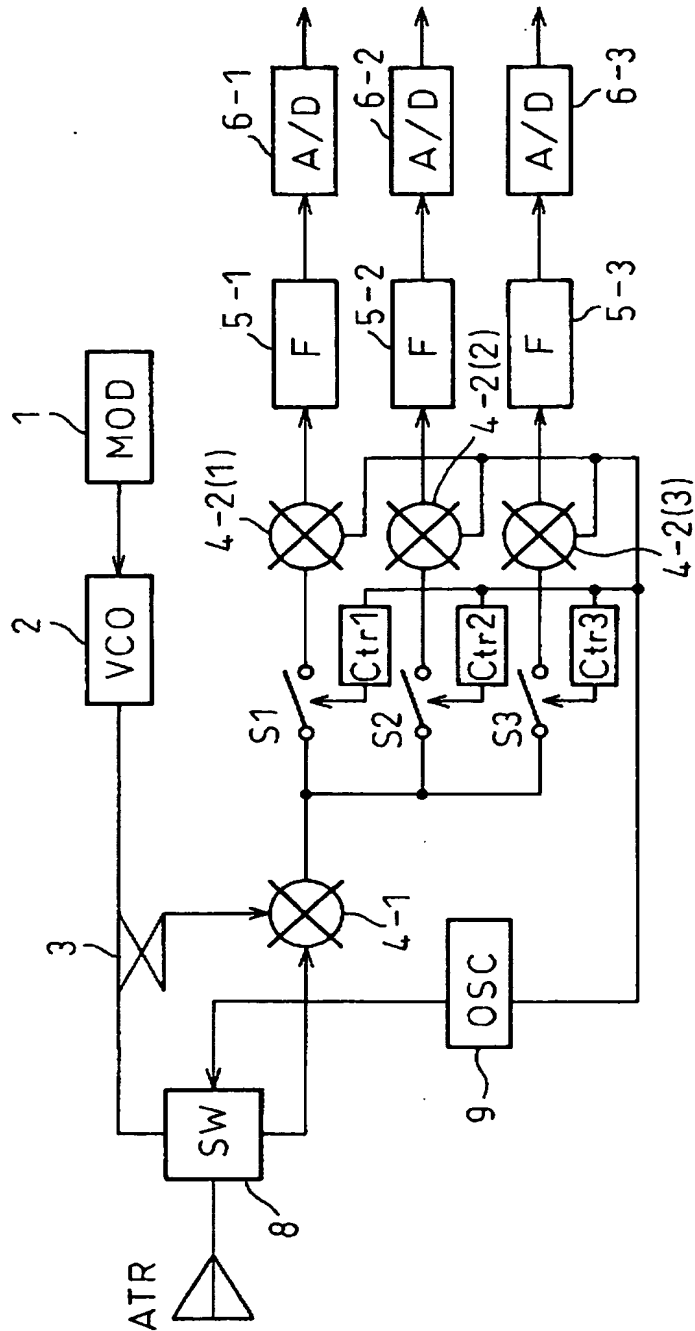 1
MOD
2
VCO
3
ATR
SW
8
9
OSC
4-1
S1
S2
S3
Ctr1
Ctr2
Ctr3
4-2(1)
4-2(2)
4-2(3)
5-1
F
5-2
F
5-3
F
6-1
A/D
6-2
A/D
6-3
A/D